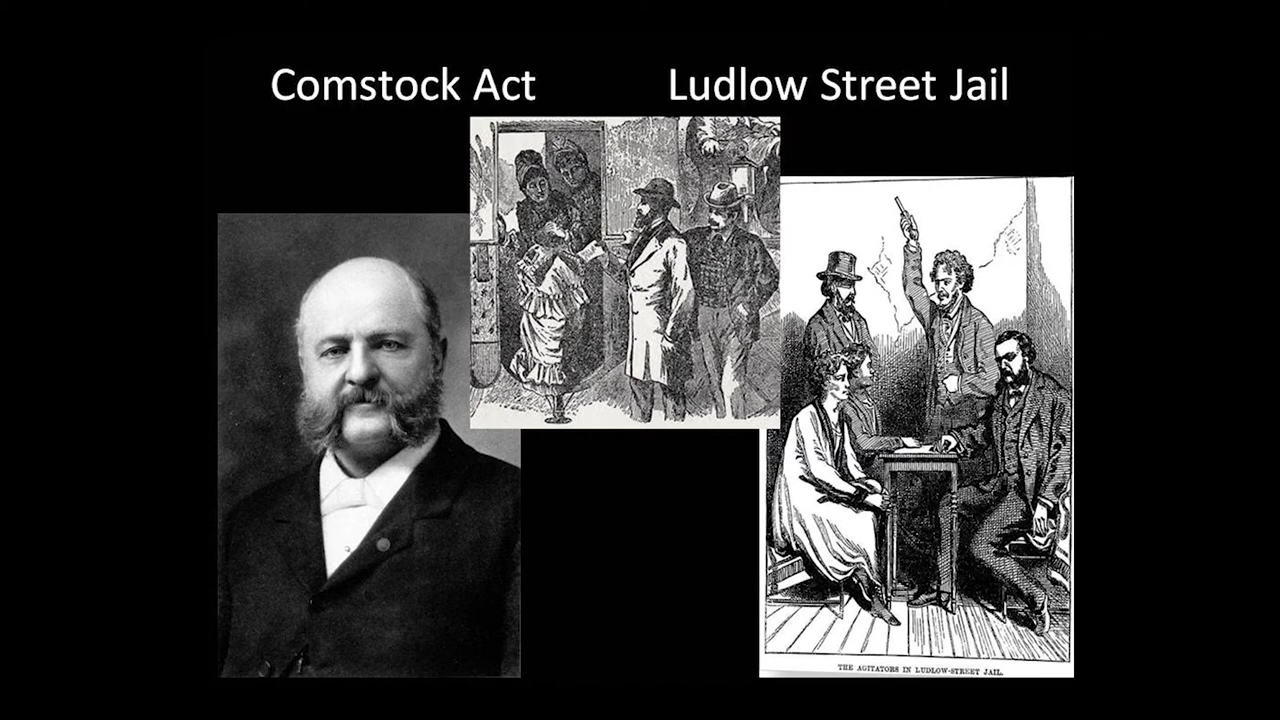 Comstock Act
Ludlow Street Jail
THE AGITATORS IN LUDLOW-STREET JAIL.